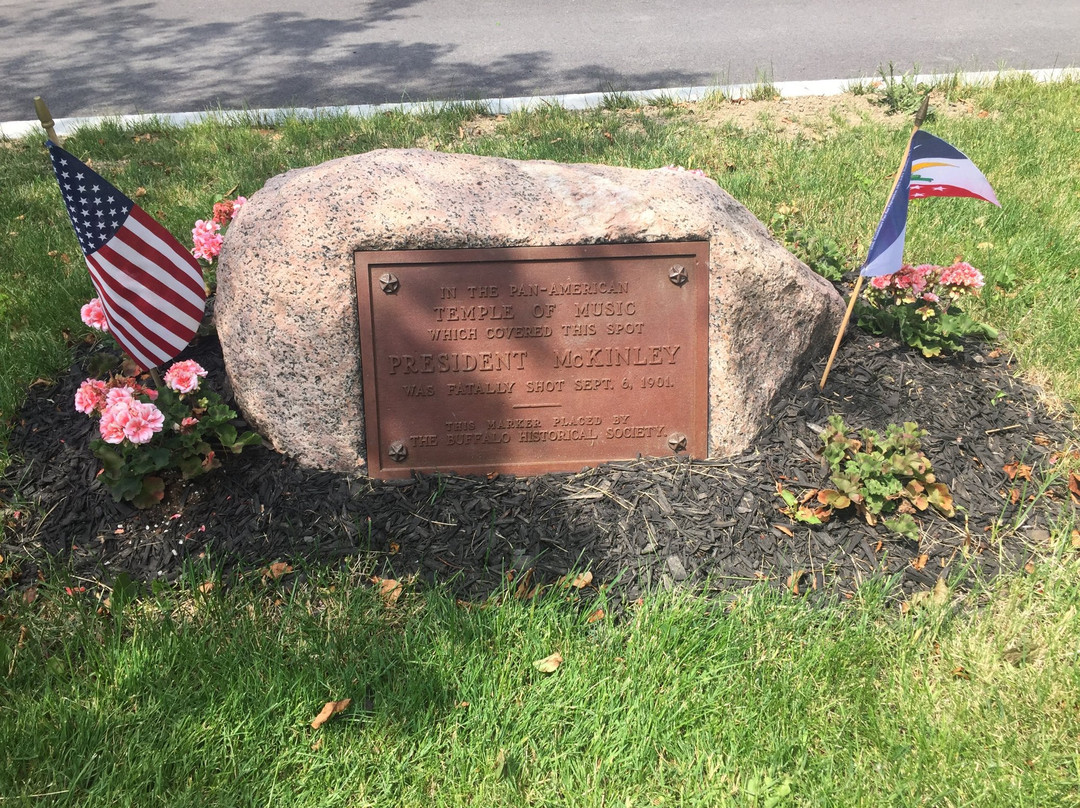 IN THE PAN-AMERICAN
TEMPLE OF MUSIC
WHICH COVERED THIS SPOT
PRESIDENT McKINLEY
WAS FATALLY SHOT SEPT. 6, 1901.
THIS MARKER PLACED BY
THE BUFFALO HISTORICAL SOCIETY